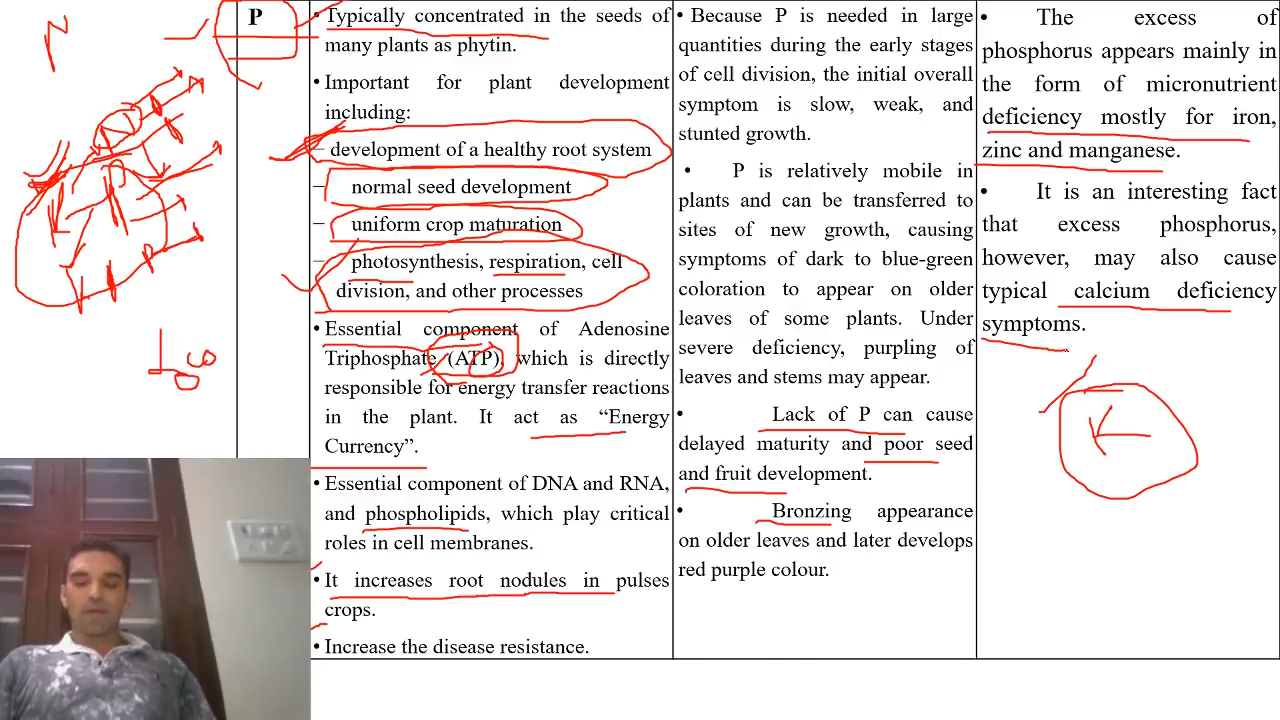 P
• Typically concentrated in the seeds of
many plants as phytin.
• Important for plant development
including:
– development of a healthy root system
– normal seed development
– uniform crop maturation
– photosynthesis, respiration, cell
division, and other processes
• Essential component of Adenosine
Triphosphate (ATP), which is directly
responsible for energy transfer reactions
in the plant. It act as “Energy
Currency”.
• Essential component of DNA and RNA,
and phospholipids, which play critical
roles in cell membranes.
• It increases root nodules in pulses
crops.
• Increase the disease resistance.
• Because P is needed in large
quantities during the early stages
of cell division, the initial overall
symptom is slow, weak, and
stunted growth.
• P is relatively mobile in
plants and can be transferred to
sites of new growth, causing
symptoms of dark to blue-green
coloration to appear on older
leaves of some plants. Under
severe deficiency, purpling of
leaves and stems may appear.
• Lack of P can cause
delayed maturity and poor seed
and fruit development.
• Bronzing appearance
on older leaves and later develops
red purple colour.
• The excess of
phosphorus appears mainly in
the form of micronutrient
deficiency mostly for iron,
zinc and manganese.
• It is an interesting fact
that excess phosphorus,
however, may also cause
typical calcium deficiency
symptoms.
K